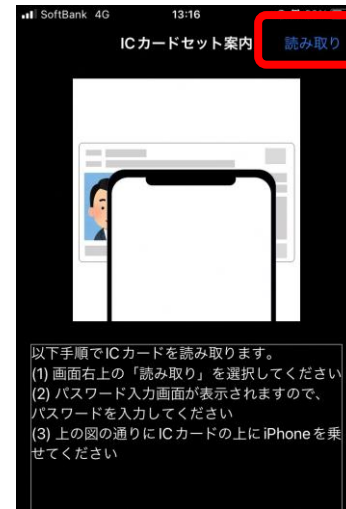 SoftBank 4G 13:16
ICカードセット案内 読み取り
以下手順でICカードを読み取ります。
(1) 画面右上の「読み取り」を選択してください
(2) パスワード入力画面が表示されますので、
パスワードを入力してください
(3) 上の図の通りにICカードの上にiPhoneを乗
せてください